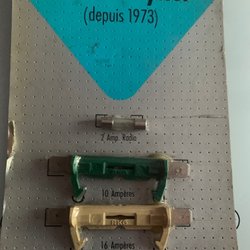 (depuis 1973)
2 Amp. Radio
10 Ampères
16 Ampères